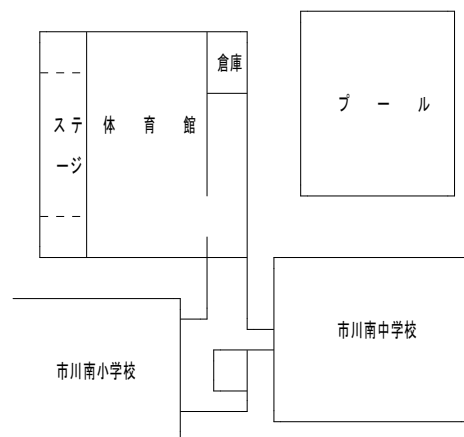 倉庫
プール
ステ
ージ
体育館
市川南中学校
市川南小学校